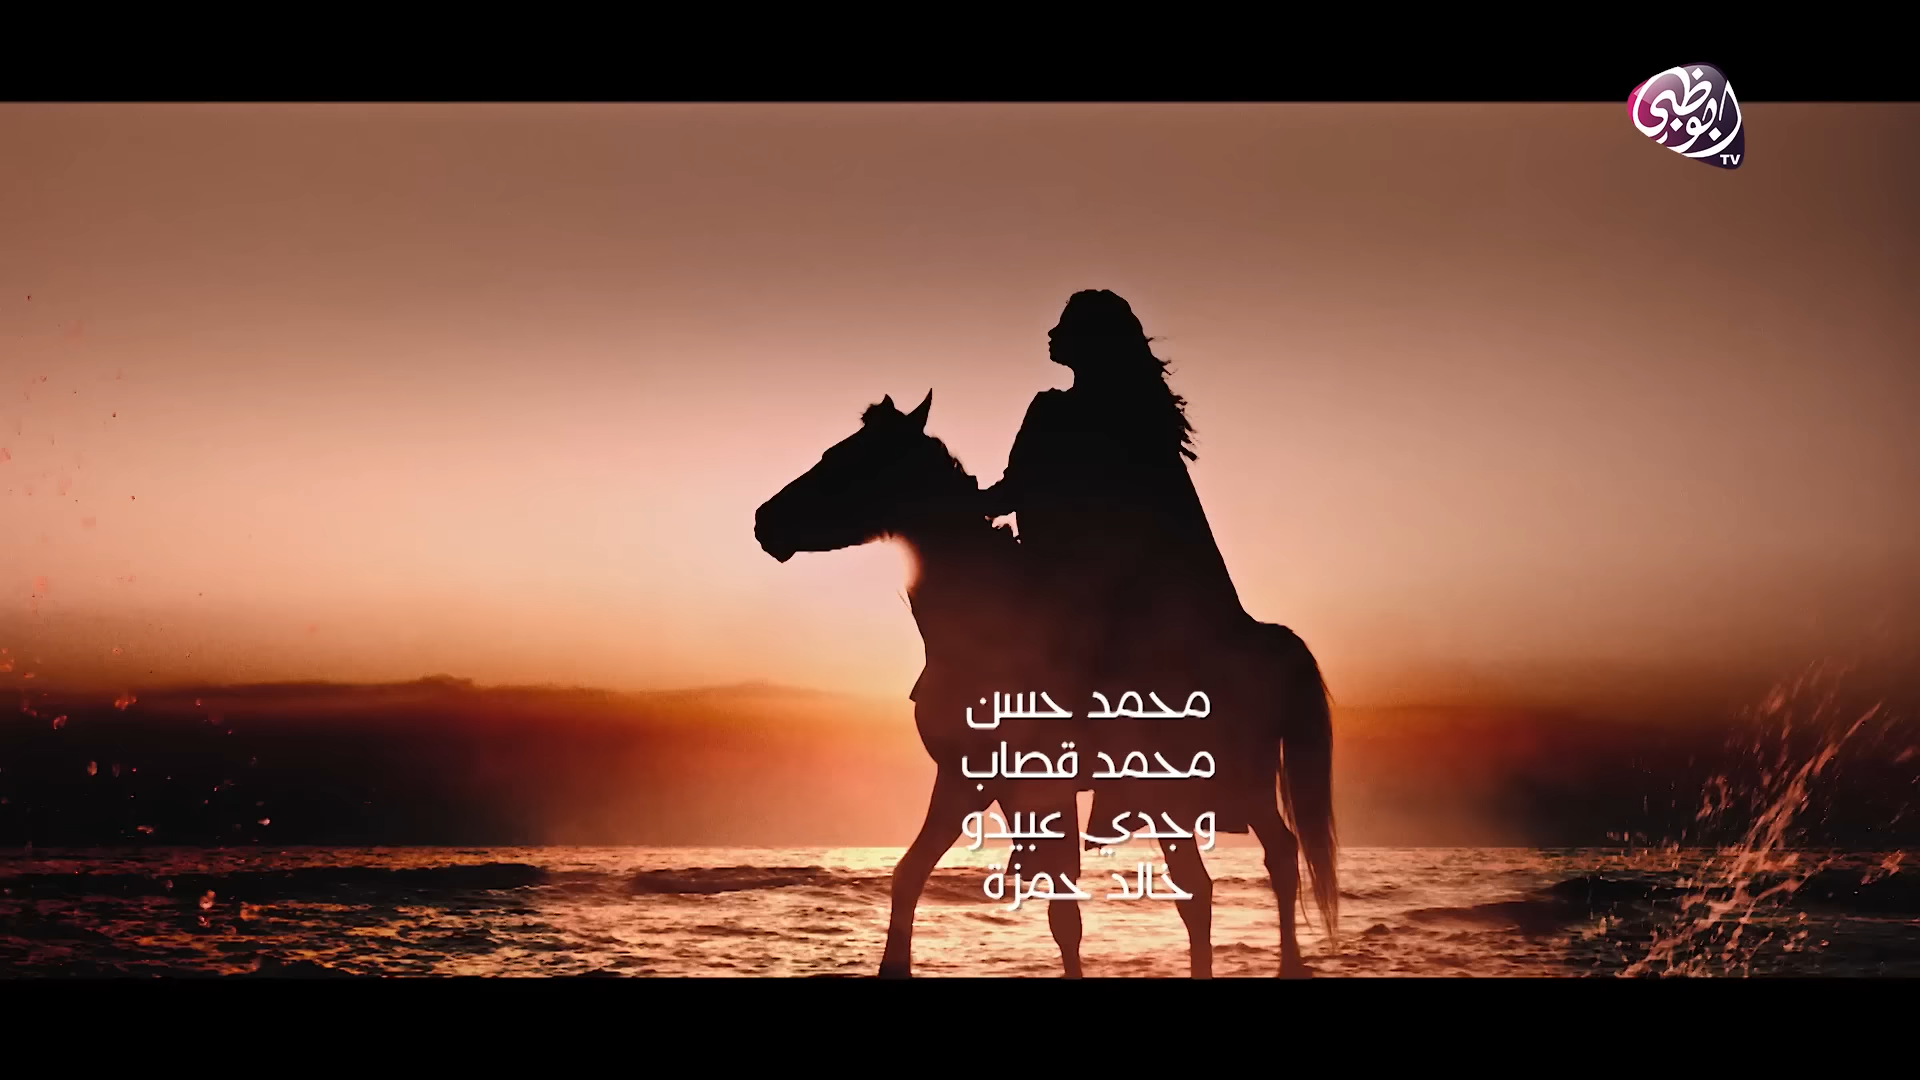 أبوظبي
TV
محمد حسن
محمد قصاب
وجدي عبيدو
خالد حمزة